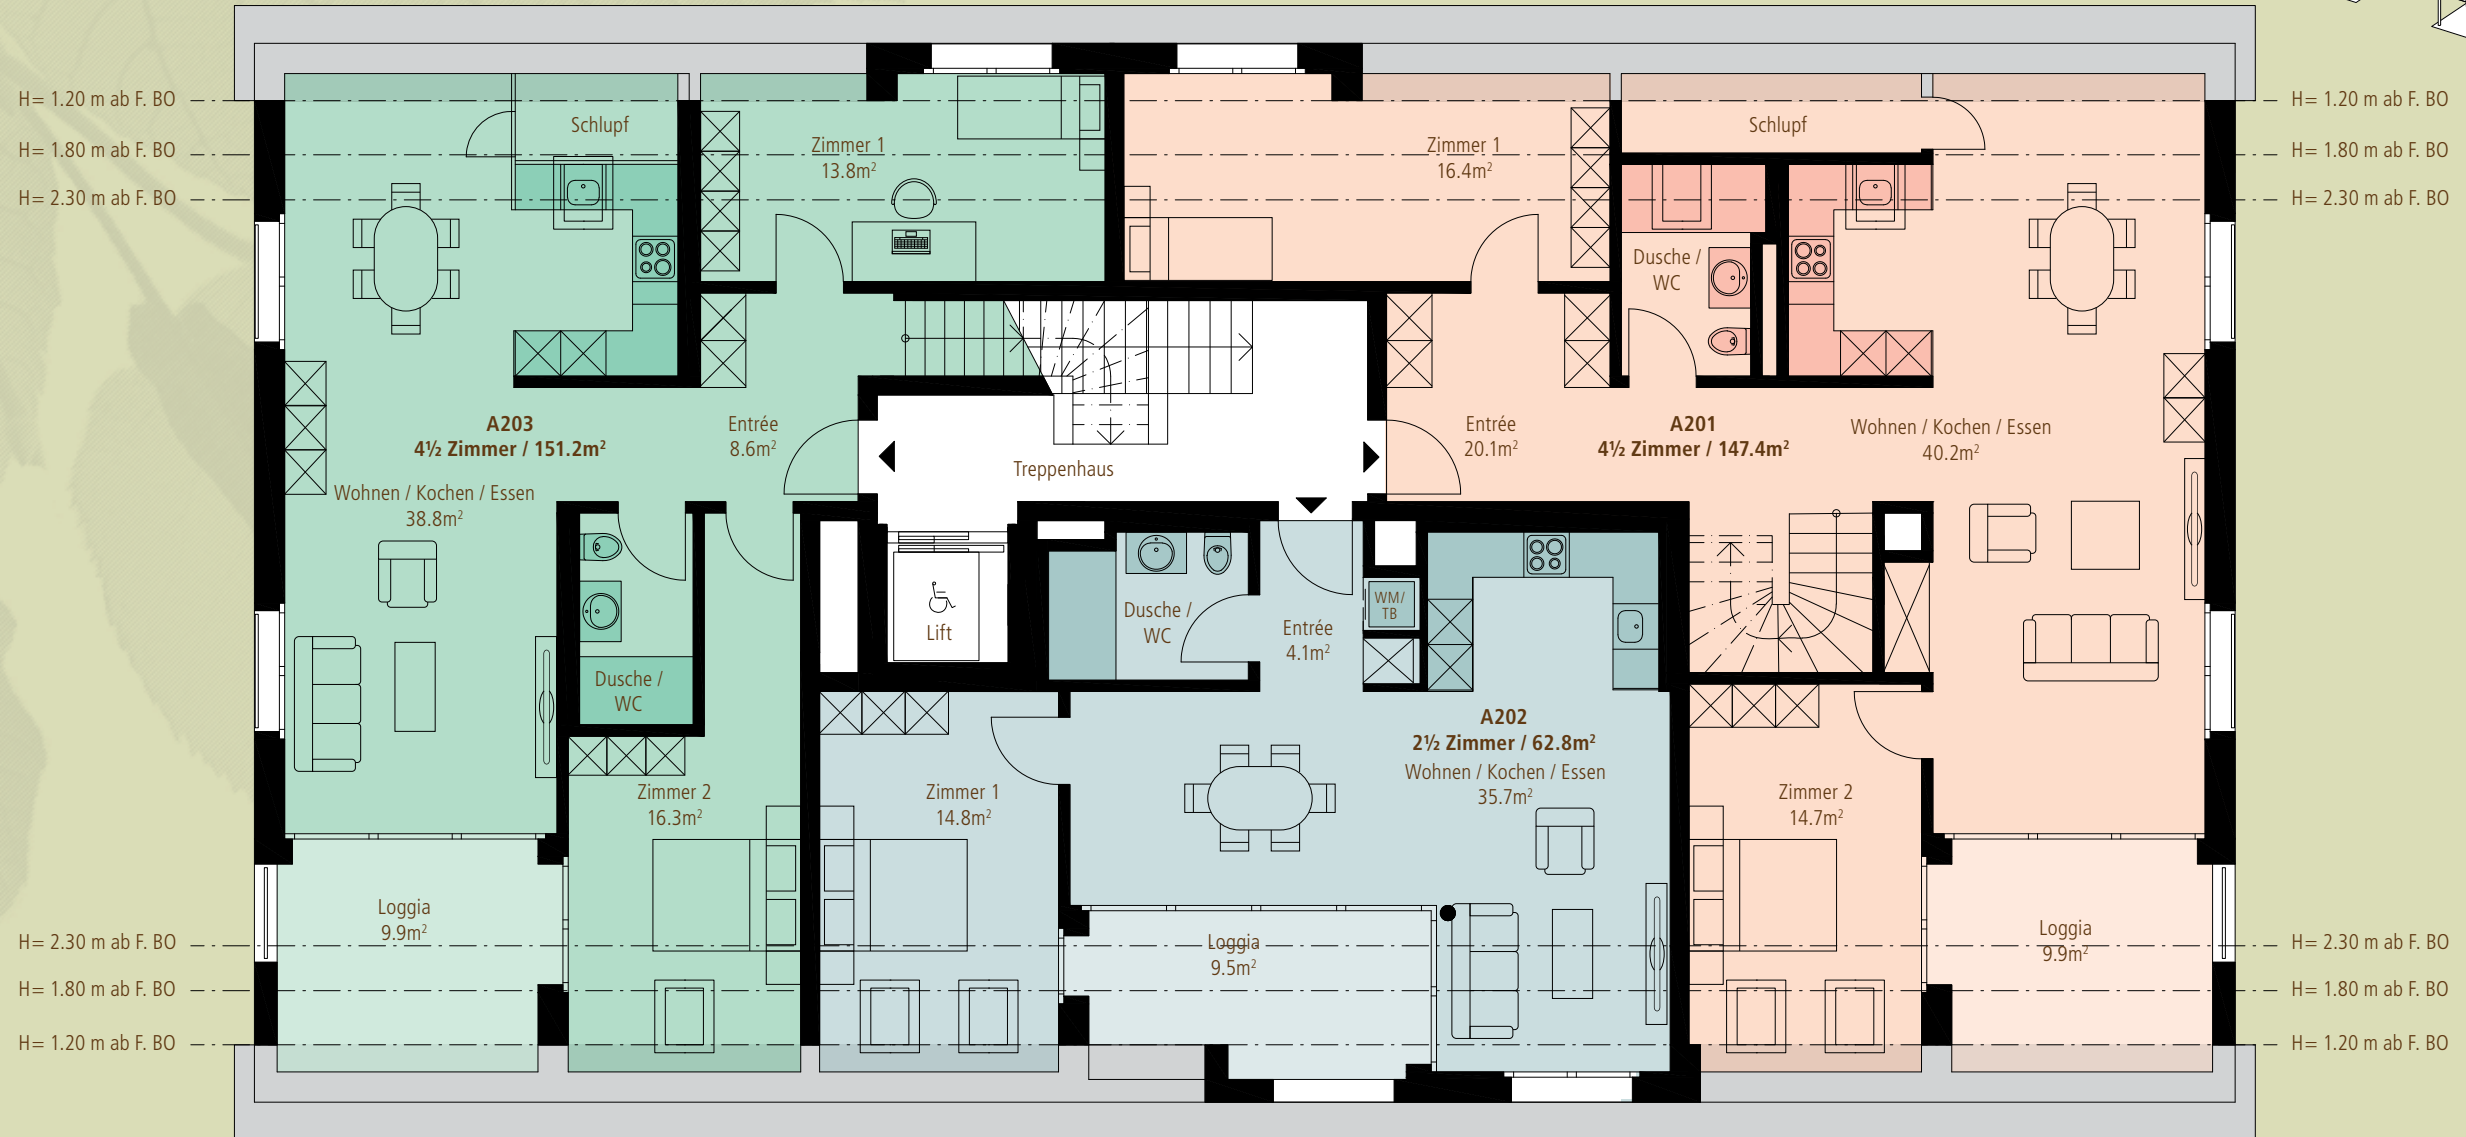 H= 1.20 m ab F. BO
H= 1.80 m ab F. BO
H= 2.30 m ab F. BO
H= 1.20 m ab F. BO
H= 1.80 m ab F. BO
H= 2.30 m ab F. BO
Schlupf
Zimmer 1
13.8m²
Zimmer 1
16.4m²
Schlupf
Dusche /
WC
A203
4½ Zimmer / 151.2m²
Wohnen / Kochen / Essen
38.8m²
Entrée
8.6m²
Treppenhaus
Entrée
20.1m²
A201
4½ Zimmer / 147.4m²
Wohnen / Kochen / Essen
40.2m²
Dusche /
WC
Lift
Dusche /
WC
Entrée
4.1m²
WM/
TB
A202
2½ Zimmer / 62.8m²
Wohnen / Kochen / Essen
35.7m²
Zimmer 2
16.3m²
Zimmer 1
14.8m²
Zimmer 2
14.7m²
Loggia
9.9m²
Loggia
9.5m²
Loggia
9.9m²
H= 2.30 m ab F. BO
H= 1.80 m ab F. BO
H= 1.20 m ab F. BO
H= 2.30 m ab F. BO
H= 1.80 m ab F. BO
H= 1.20 m ab F. BO